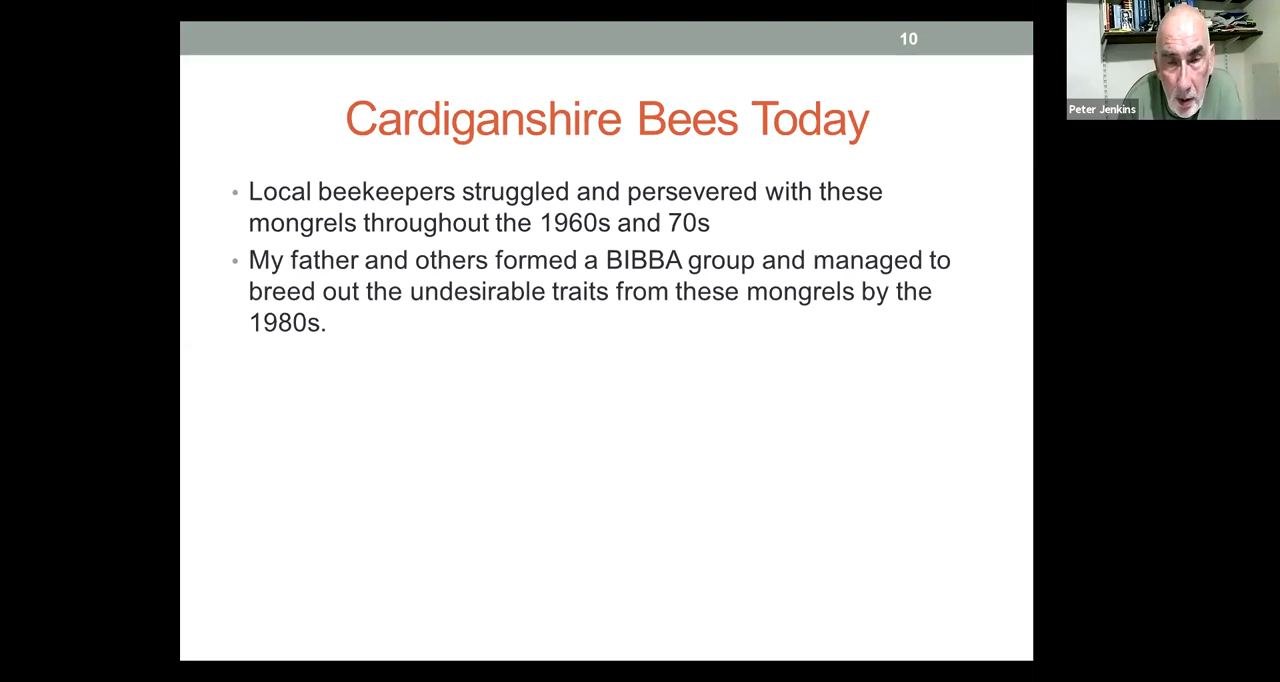 10
Peter Jenkins
Cardiganshire Bees Today
• Local beekeepers struggled and persevered with these
mongrels throughout the 1960s and 70s
• My father and others formed a BIBBA group and managed to
breed out the undesirable traits from these mongrels by the
1980s.